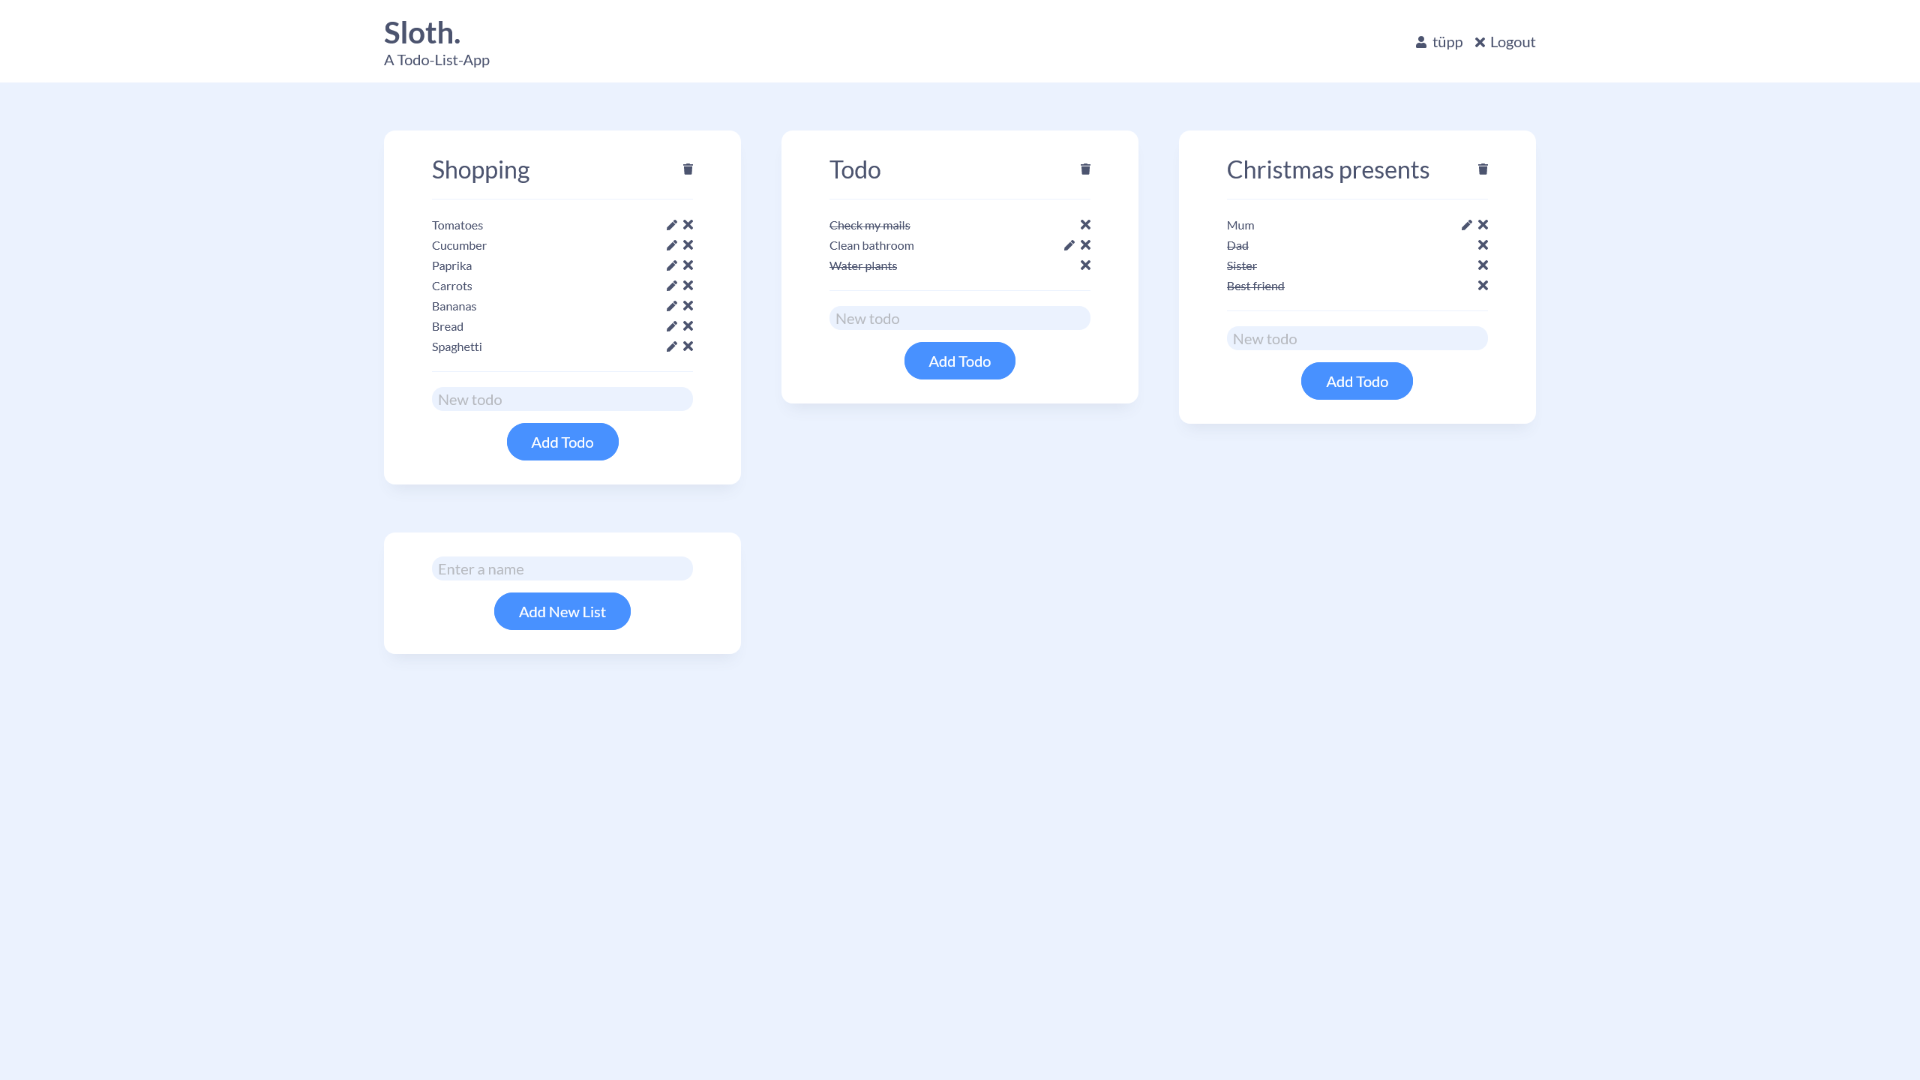 Sloth.
A Todo-List-App
tüpp
Logout
Shopping
Tomatoes
Cucumber
Paprika
Carrots
Bananas
Bread
Spaghetti
New todo
Add Todo
Todo
Check my mails
Clean bathroom
Water plants
New todo
Add Todo
Christmas presents
Mum
Dad
Sister
Best friend
New todo
Add Todo
Enter a name
Add New List